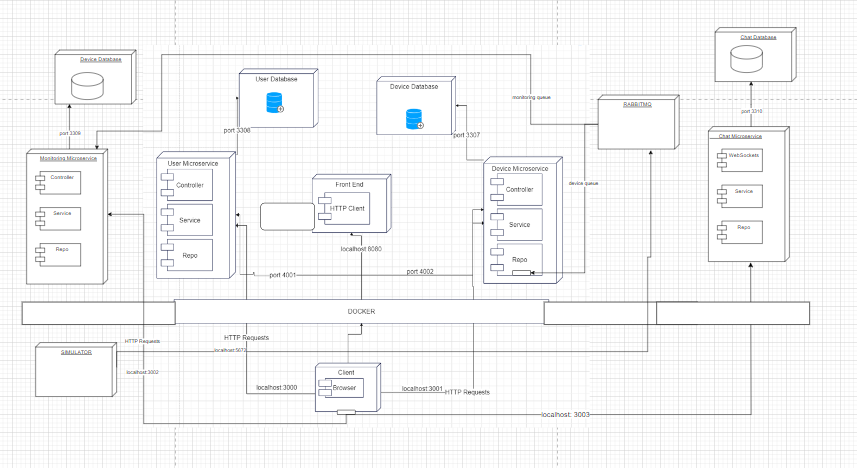 Chat Database
Device Database
User Database
Device Database
monitoring queue
RABBITMQ
port 3309
port 3308
port 3307
port 3310
Chat Microservice
WebSockets
Service
Repo
Monitoring Microservice
Controller
Service
Repo
User Microservice
Controller
Service
Repo
Front End
HTTP Client
Device Microservice
Controller
Service
Repo
device queue
localhost:8080
port 4001
port 4002
DOCKER
HTTP Requests
HTTP Requests
SIMULATOR
localhost:5672
localhost:3002
Client
Browser
localhost:3000
localhost:3001
HTTP Requests
localhost: 3003